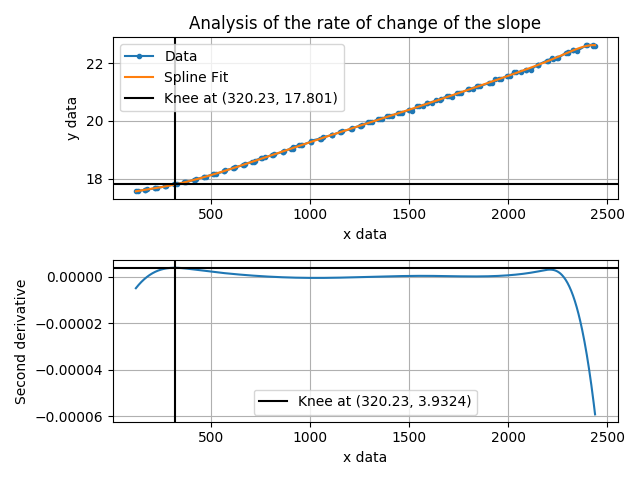 Analysis of the rate of change of the slope
Data
Spline Fit
Knee at (320.23, 17.801)
y data
22
20
18
500 1000 1500 2000 2500
x data
Second derivative
0.00000
−0.00002
−0.00004
−0.00006
Knee at (320.23, 3.9324)
500 1000 1500 2000 2500
x data